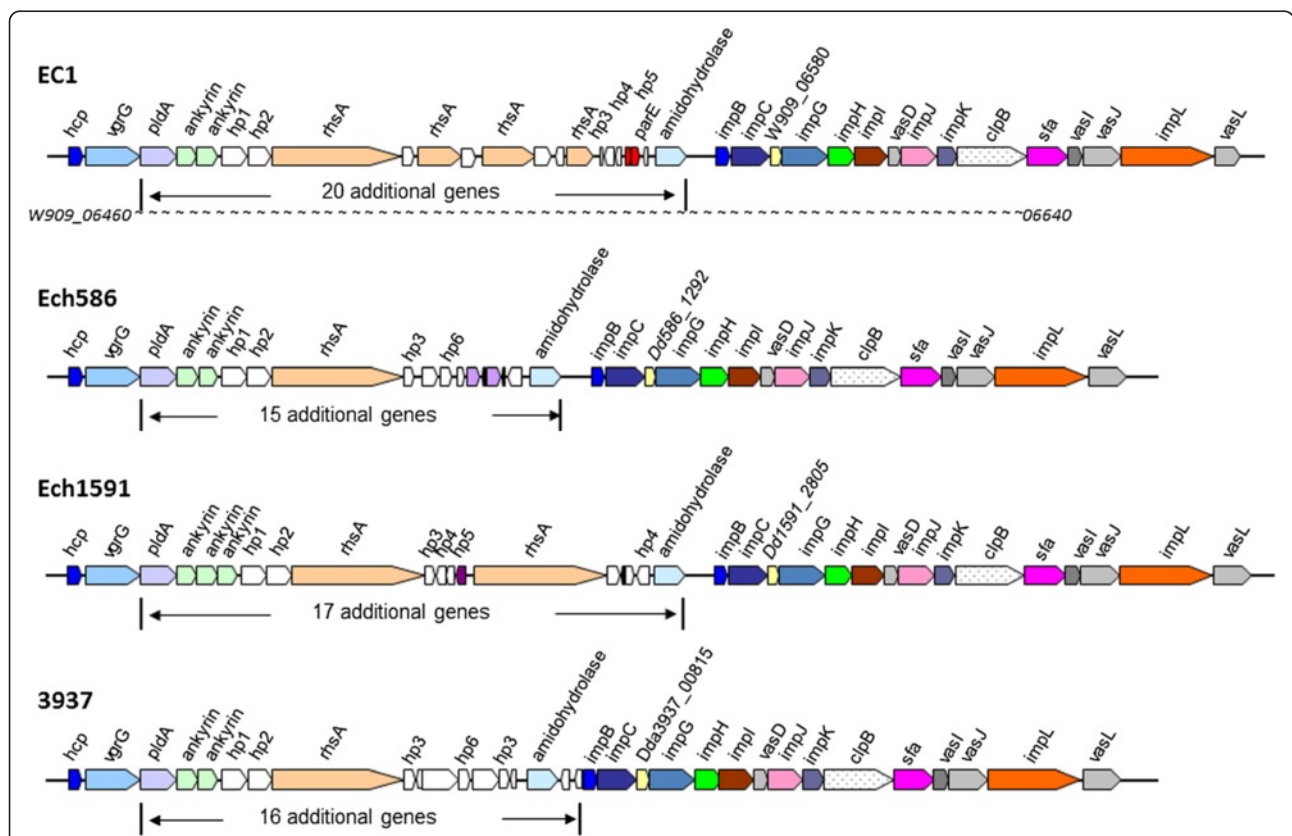 EC1
hcp vgrG pldA ankyrin ankyrin hp1 hp2 rhsA rhsA rhsA rhsA hp3 hp4 hp5 parE amidohydrolase impB impC W909_06580 impG impH impI vasD impJ impK clpB sfa vasI vasJ impL vasL
20 additional genes
W909_06460 ~ 06640
Ech586
hcp vgrG pldA ankyrin ankyrin hp1 hp2 rhsA hp3 hp6 amidohydrolase impB impC Dd586_1292 impG impH impI vasD impJ impK clpB sfa vasI vasJ impL vasL
15 additional genes
Ech1591
hcp vgrG pldA ankyrin ankyrin ankyrin hp1 hp2 rhsA hp3 hp4 hp5 rhsA hp4 amidohydrolase impB impC Dd1591_2805 impG impH impI vasD impJ impK clpB sfa vasI vasJ impL vasL
17 additional genes
3937
hcp vgrG pldA ankyrin ankyrin hp1 hp2 rhsA hp3 hp6 hp3 amidohydrolase impB impC Dda3937_00815 impG impH impI vasD impJ impK clpB sfa vasI vasJ impL vasL
16 additional genes